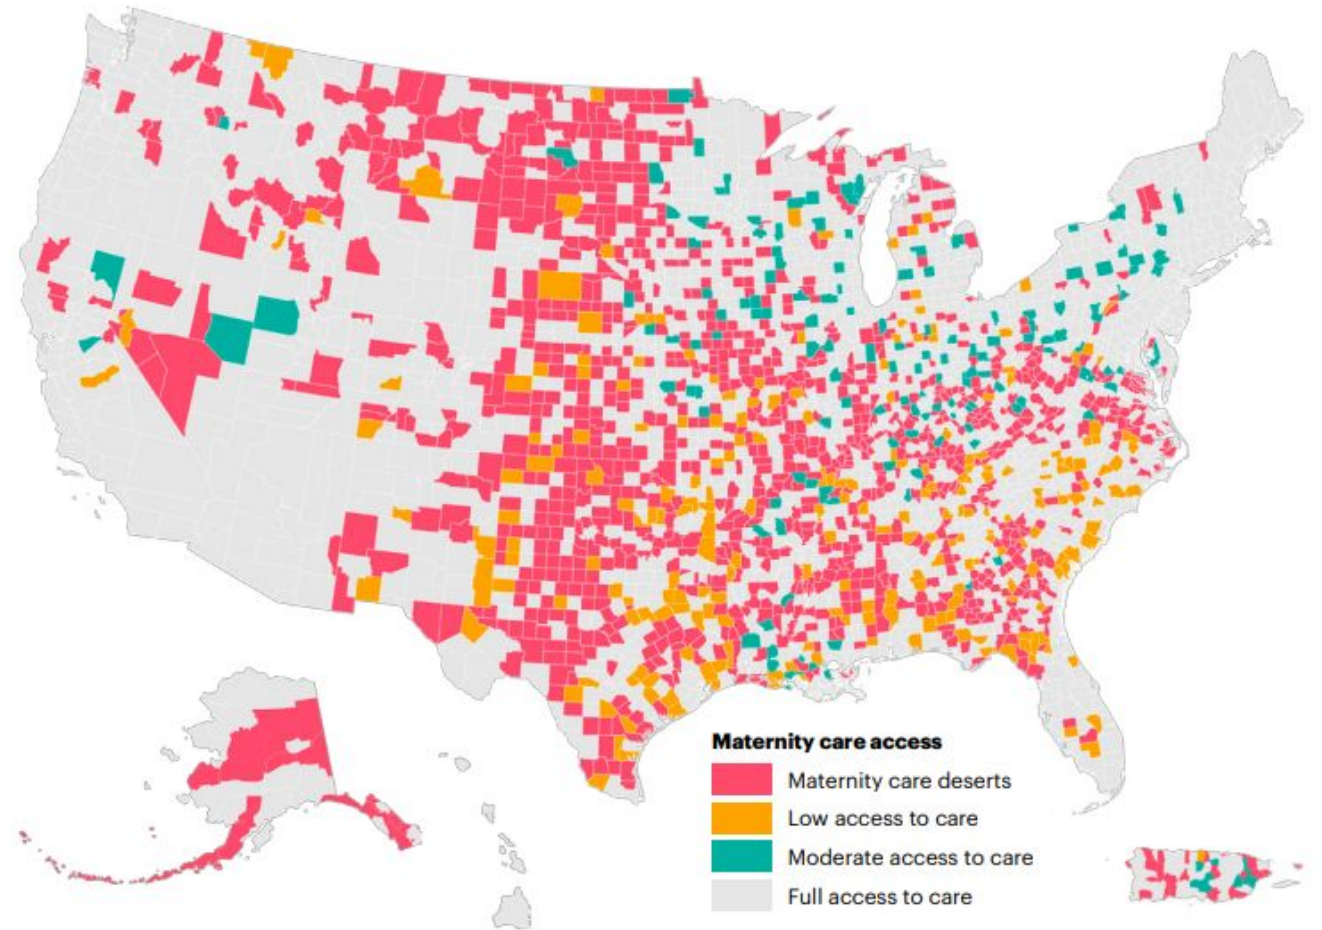 Maternity care access
Maternity care deserts
Low access to care
Moderate access to care
Full access to care